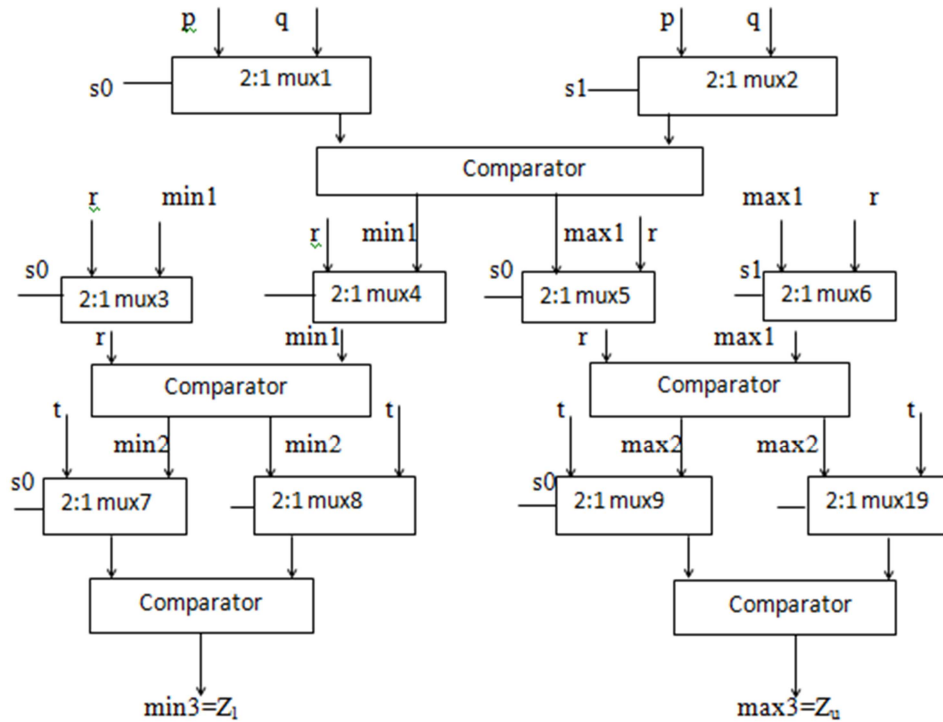 p q p q
s0 2:1 mux1 s1 2:1 mux2
Comparator
r min1 r min1 max1 r max1 r
s0 2:1 mux3 2:1 mux4 s0 2:1 mux5 s1 2:1 mux6
r min1 r max1
Comparator Comparator
t min2 min2 t t max2 max2 t
s0 2:1 mux7 2:1 mux8 s0 2:1 mux9 2:1 mux19
Comparator Comparator
min3=Zl max3=Zu